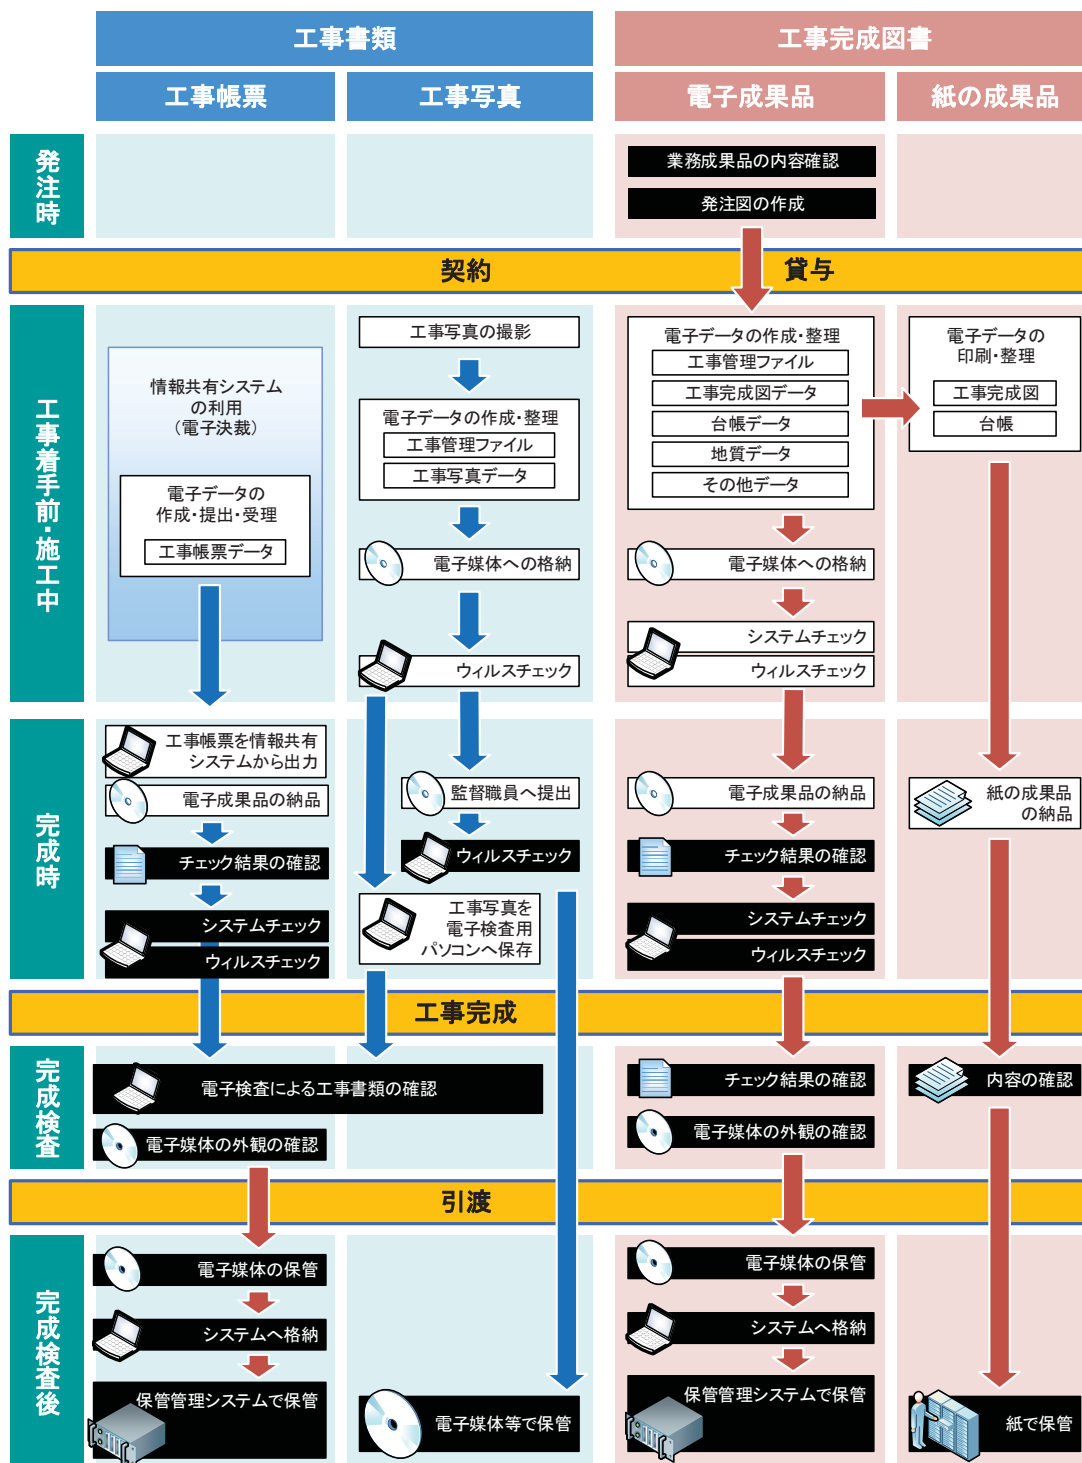 工事書類
工事完成図書
工事帳票
工事写真
電子成果品
紙の成果品
発注時
業務成果品の内容確認
発注図の作成
契約
貸与
工事着手前・施工中
情報共有システム
の利用
(電子決裁)
電子データの
作成・提出・受理
工事帳票データ
工事写真の撮影
電子データの作成・整理
工事管理ファイル
工事写真データ
電子媒体への格納
ウィルスチェック
電子データの作成・整理
工事管理ファイル
工事完成図データ
台帳データ
地質データ
その他データ
電子媒体への格納
システムチェック
ウィルスチェック
電子データの
印刷・整理
工事完成図
台帳
完成時
工事帳票を情報共有
システムから出力
電子成果品の納品
チェック結果の確認
システムチェック
ウィルスチェック
監督職員へ提出
ウィルスチェック
工事写真を
電子検査用
パソコンへ保存
電子成果品の納品
チェック結果の確認
システムチェック
ウィルスチェック
紙の成果品
の納品
工事完成
完成検査
電子検査による工事書類の確認
電子媒体の外観の確認
チェック結果の確認
電子媒体の外観の確認
内容の確認
引渡
完成検査後
電子媒体の保管
システムへ格納
保管管理システムで保管
電子媒体等で保管
電子媒体の保管
システムへ格納
保管管理システムで保管
紙で保管